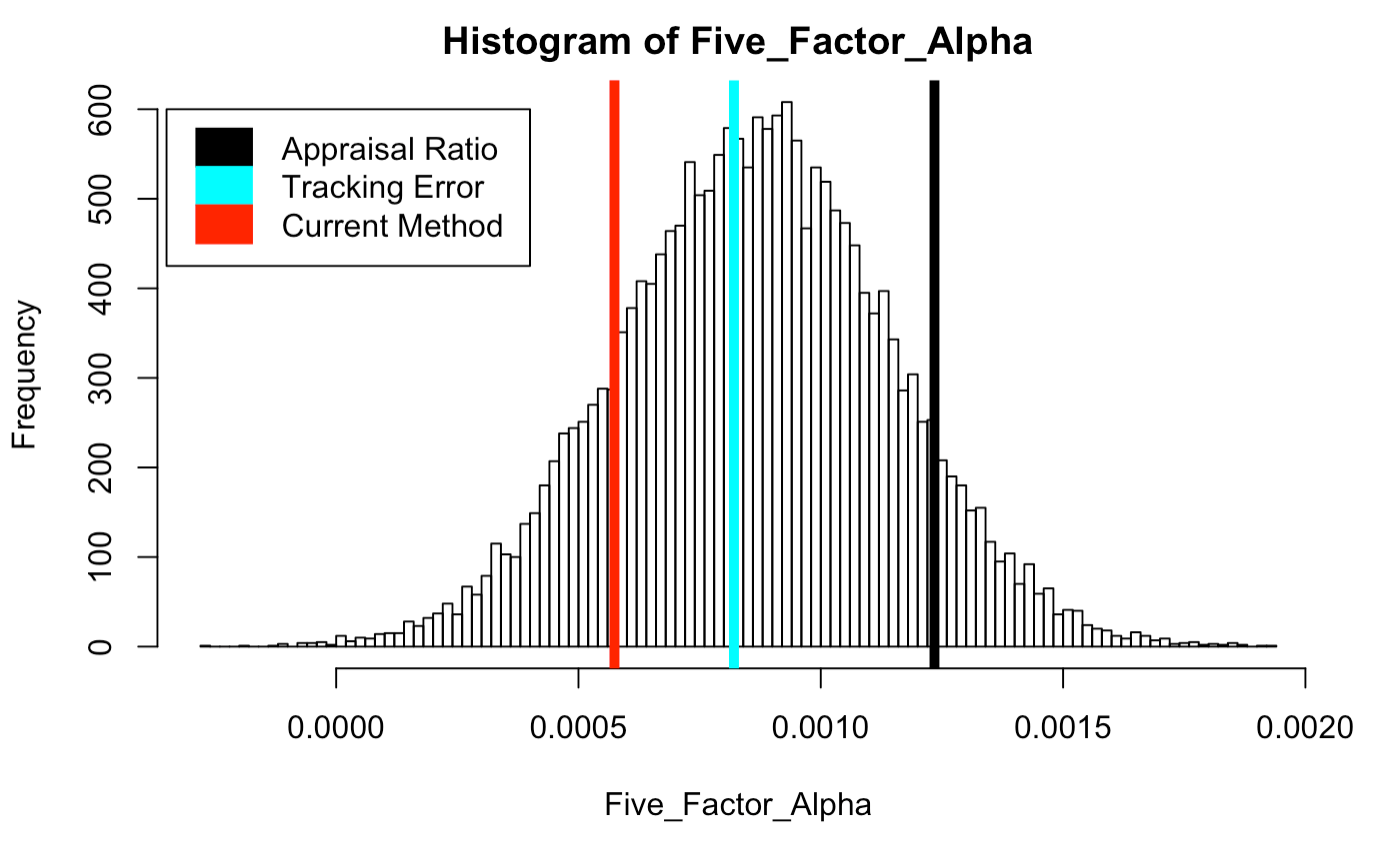 Histogram of Five_Factor_Alpha
Appraisal Ratio
Tracking Error
Current Method
Frequency
600
500
400
300
200
100
0
0.0000 0.0005 0.0010 0.0015 0.0020
Five_Factor_Alpha